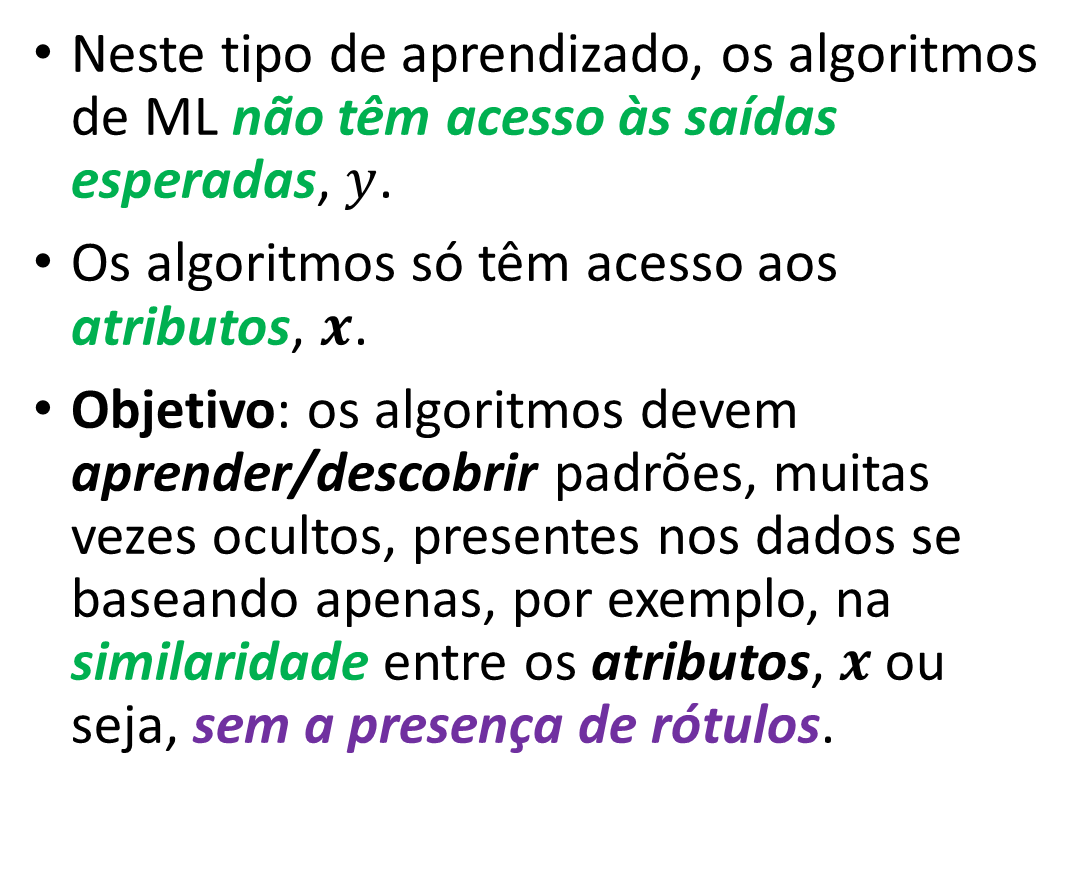 • Neste tipo de aprendizado, os algoritmos
de ML não têm acesso às saídas
esperadas, y.
• Os algoritmos só têm acesso aos
atributos, x.
• Objetivo: os algoritmos devem
aprender/descobrir padrões, muitas
vezes ocultos, presentes nos dados se
baseando apenas, por exemplo, na
similaridade entre os atributos, x ou
seja, sem a presença de rótulos.